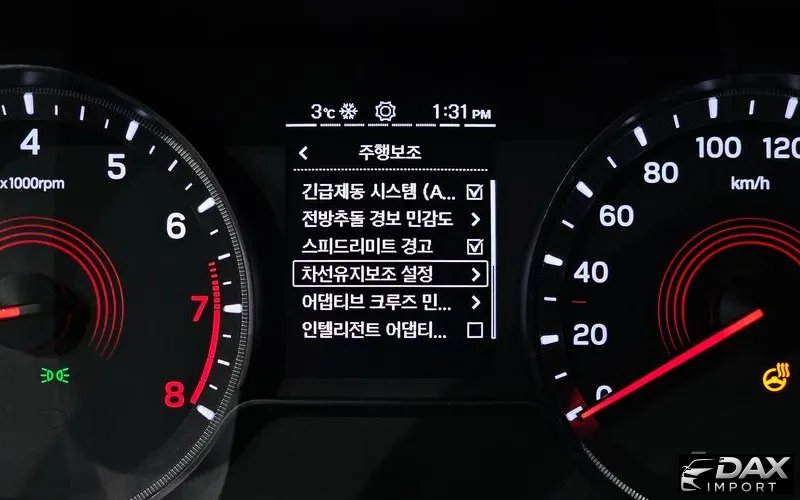 3°C
1:31 PM
< 주행보조
긴급제동 시스템 (A...
전방추돌 경보 민감도 >
스피드리미트 경고
차선유지보조 설정 >
어댑티브 크루즈 민... >
인텔리전트 어댑티...
4
5
6
7
8
x1000rpm
0
20
40
60
80
100
120
km/h
DAX
IMPORT